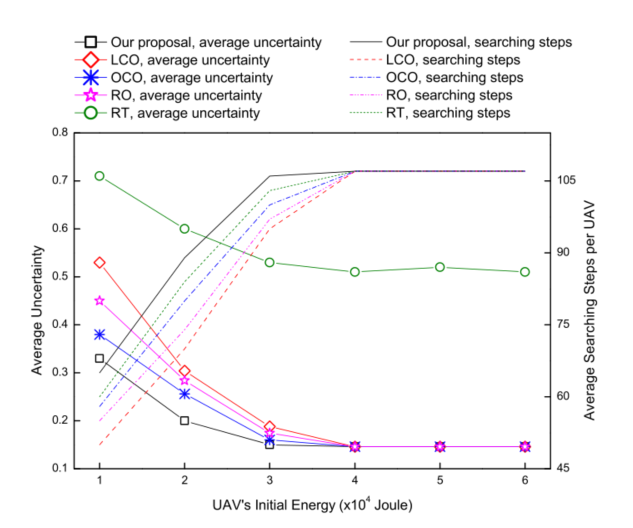 Our proposal, average uncertainty Our proposal, searching steps
LCO, average uncertainty LCO, searching steps
OCO, average uncertainty OCO, searching steps
RO, average uncertainty RO, searching steps
RT, average uncertainty RT, searching steps
0.8
0.7
0.6
0.5
0.4
0.3
0.2
0.1
Average Uncertainty
105
90
75
60
45
Average Searching Steps per UAV
1 2 3 4 5 6
UAV's Initial Energy (x10⁴ Joule)